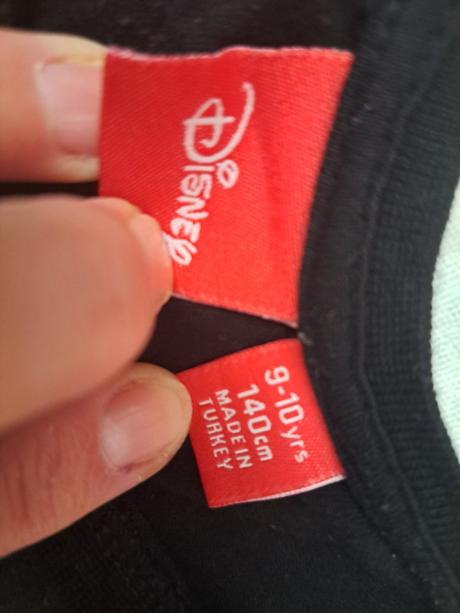 Disney
9-10yrs
140cm
MADE IN
TURKEY